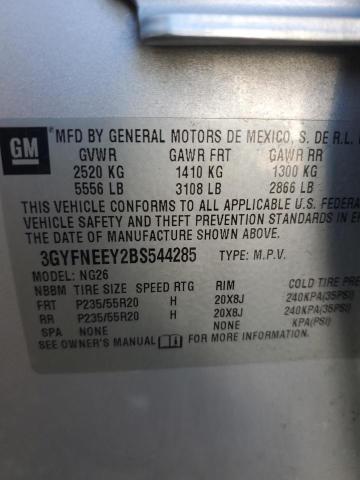 GM
MFD BY GENERAL MOTORS DE MEXICO, S. DE R.L.
GVWR GAWR FRT GAWR RR
2520 KG 1410 KG 1300 KG
5556 LB 3108 LB 2866 LB
THIS VEHICLE CONFORMS TO ALL APPLICABLE U.S. FEDERAL
VEHICLE SAFETY AND THEFT PREVENTION STANDARDS IN EF
THE DATE OF MANUFACTURE SHOWN ABOVE.
3GYFNEEY2BS544285 TYPE: M.P.V.
MODEL: NG26
NBBM TIRE SIZE SPEED RTG RIM COLD TIRE PRE
FRT P235/55R20 H 20X8J 240KPA(35PSI)
RR P235/55R20 H 20X8J 240KPA(35PSI)
SPA NONE NONE KPA(PSI)
SEE OWNER'S MANUAL FOR MORE INFORMATION.